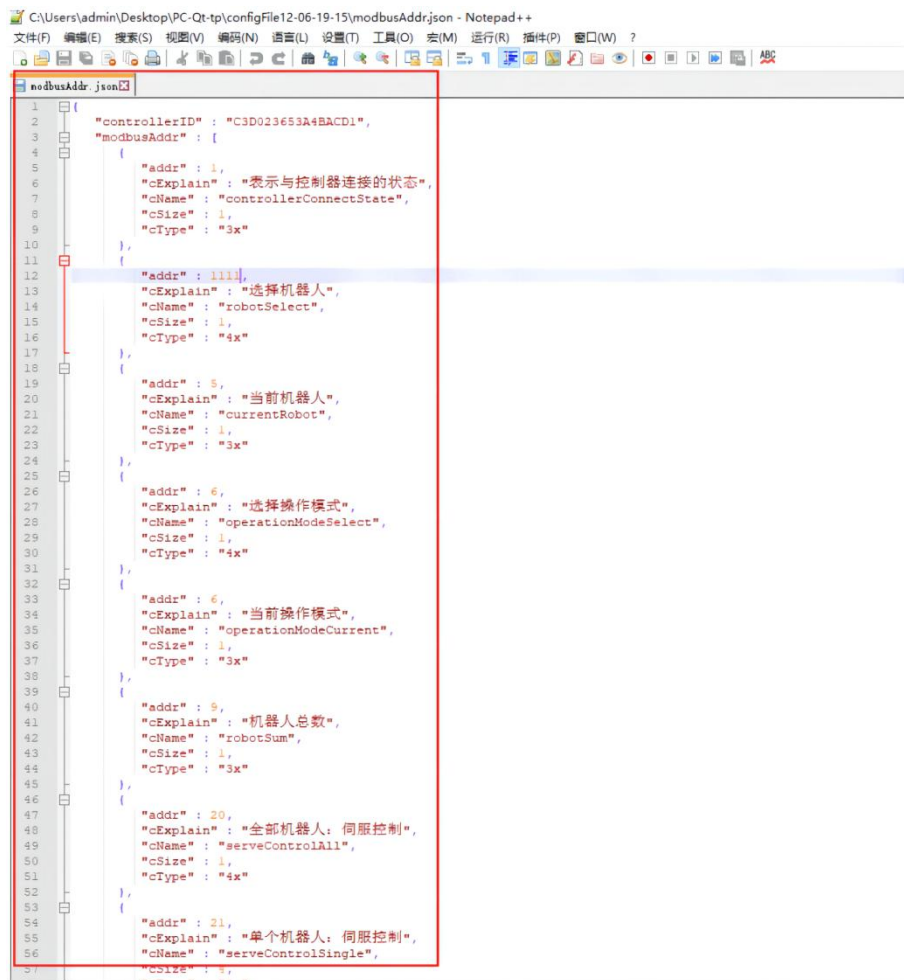 C:\Users\admin\Desktop\PC-Qt-tp\configFile12-06-19-15\modbusAddr.json - Notepad++
文件(F) 编辑(E) 搜索(S) 视图(V) 编码(N) 语言(L) 设置(T) 工具(O) 宏(M) 运行(R) 插件(P) 窗口(W) ?
ABC
modbusAddr.json
1 {
2 "controllerID" : "C3D023653A4BACD1",
3 "modbusAddr" : [
4 {
5 "addr" : 1,
6 "cExplain" : "表示与控制器连接的状态",
7 "cName" : "controllerConnectState",
8 "cSize" : 1,
9 "cType" : "3x"
10 },
11 {
12 "addr" : 1111,
13 "cExplain" : "选择机器人",
14 "cName" : "robotSelect",
15 "cSize" : 1,
16 "cType" : "4x"
17 },
18 {
19 "addr" : 5,
20 "cExplain" : "当前机器人",
21 "cName" : "currentRobot",
22 "cSize" : 1,
23 "cType" : "3x"
24 },
25 {
26 "addr" : 6,
27 "cExplain" : "选择操作模式",
28 "cName" : "operationModeSelect",
29 "cSize" : 1,
30 "cType" : "4x"
31 },
32 {
33 "addr" : 6,
34 "cExplain" : "当前操作模式",
35 "cName" : "operationModeCurrent",
36 "cSize" : 1,
37 "cType" : "3x"
38 },
39 {
40 "addr" : 9,
41 "cExplain" : "机器人总数",
42 "cName" : "robotSum",
43 "cSize" : 1,
44 "cType" : "3x"
45 },
46 {
47 "addr" : 20,
48 "cExplain" : "全部机器人：伺服控制",
49 "cName" : "serveControlAll",
50 "cSize" : 1,
51 "cType" : "4x"
52 },
53 {
54 "addr" : 21,
55 "cExplain" : "单个机器人：伺服控制",
56 "cName" : "serveControlSingle",
57 "cSize" : 4,